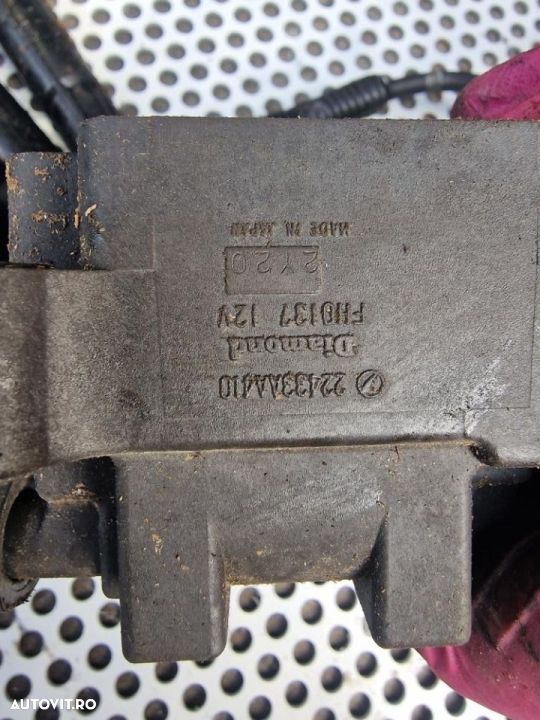 22433AA410
Diamond
FH0137 12V
2Y20
MADE IN JAPAN
AUTOVIT.RO